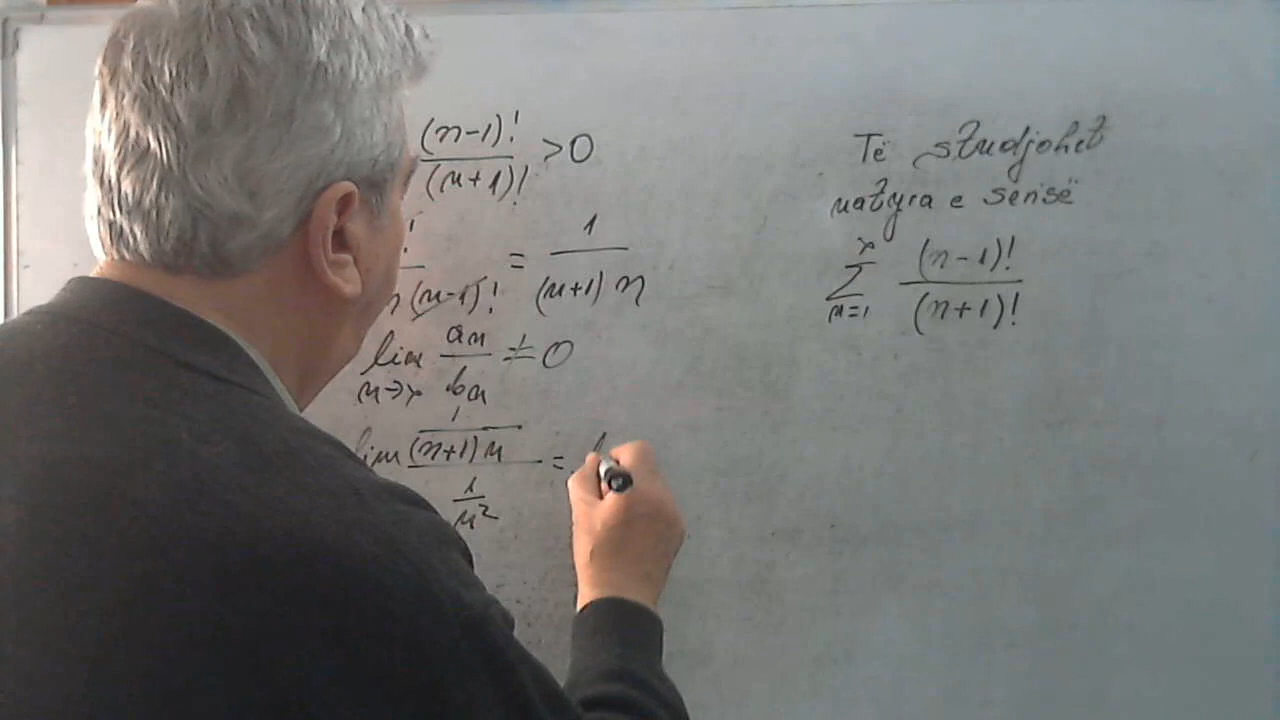 (n-1)!
(n+1)! >0
! = 1
n(n-1)! (n+1) n
lim an ≠ 0
n→∞ bn
1
lim (n+1)n =
1
n²
Të studjohet
natyra e serisë
∞ (n-1)!
Σ
n=1 (n+1)!